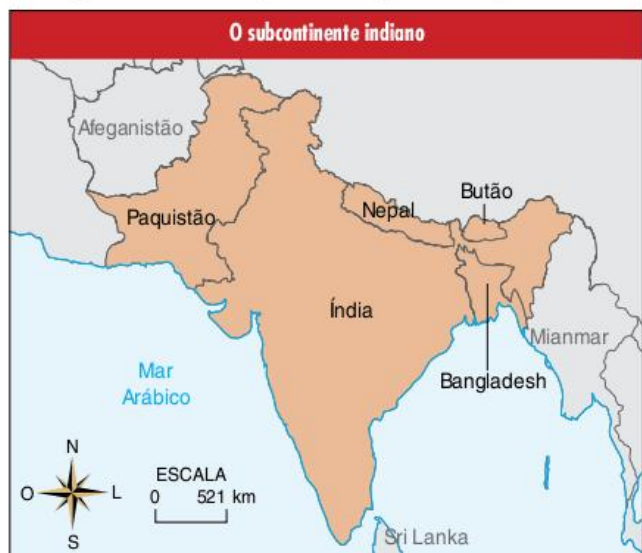 O subcontinente indiano
Afeganistão
Paquistão
Nepal
Butão
Índia
Mianmar
Bangladesh
Mar
Arábico
N
O L
S
ESCALA
0 521 km
Sri Lanka